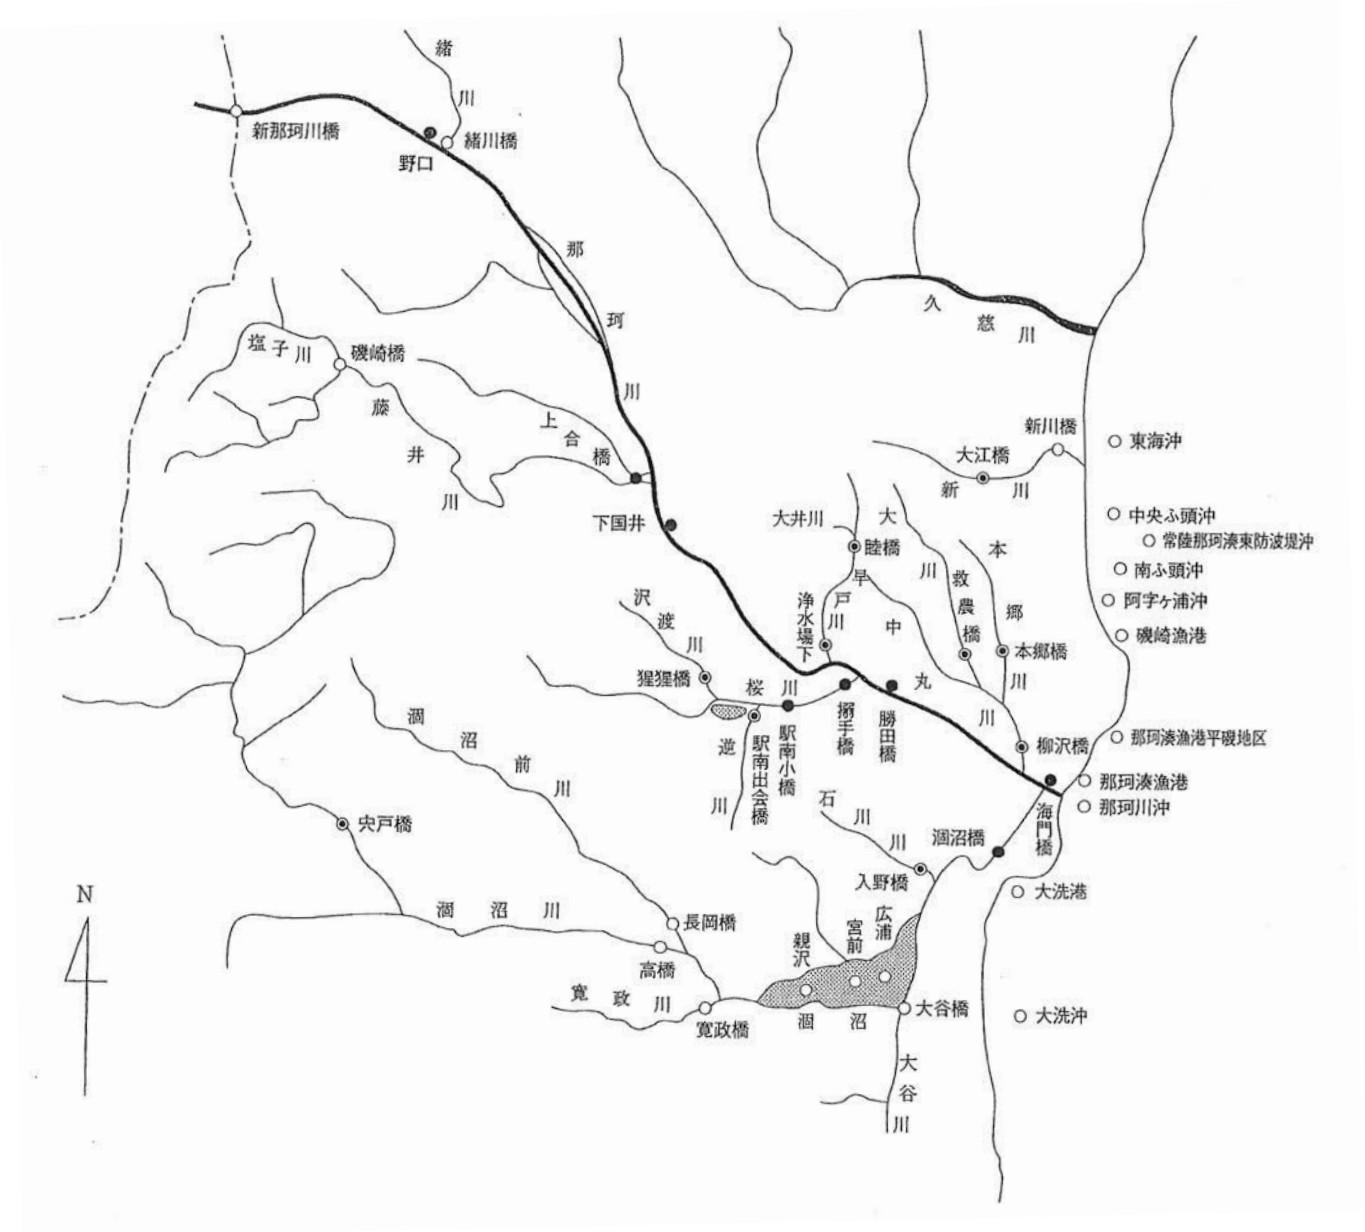 緒川
新那珂川橋
緒川橋
野口
那珂川
久慈川
塩子川
磯崎橋
藤井川
上合橋
新川橋
東海沖
大江橋
新川
中央ふ頭沖
下国井
大井川
大川
睦橋
本郷川
常陸那珂湊東防波堤沖
南ふ頭沖
救農橋
早戸川
浄水場下
阿字ヶ浦沖
沢渡川
中丸川
磯崎漁港
本郷橋
猩猩橋
桜川
搦手橋
勝田橋
涸沼前川
逆川
駅南出会橋
駅南小橋
柳沢橋
那珂湊漁港平磯地区
那珂湊漁港
那珂川沖
海門橋
石川川
宍戸橋
涸沼橋
入野橋
大洗港
涸沼川
長岡橋
親沢
宮前
広浦
高橋
寛政川
寛政橋
涸沼
大谷橋
大洗沖
大谷川
N